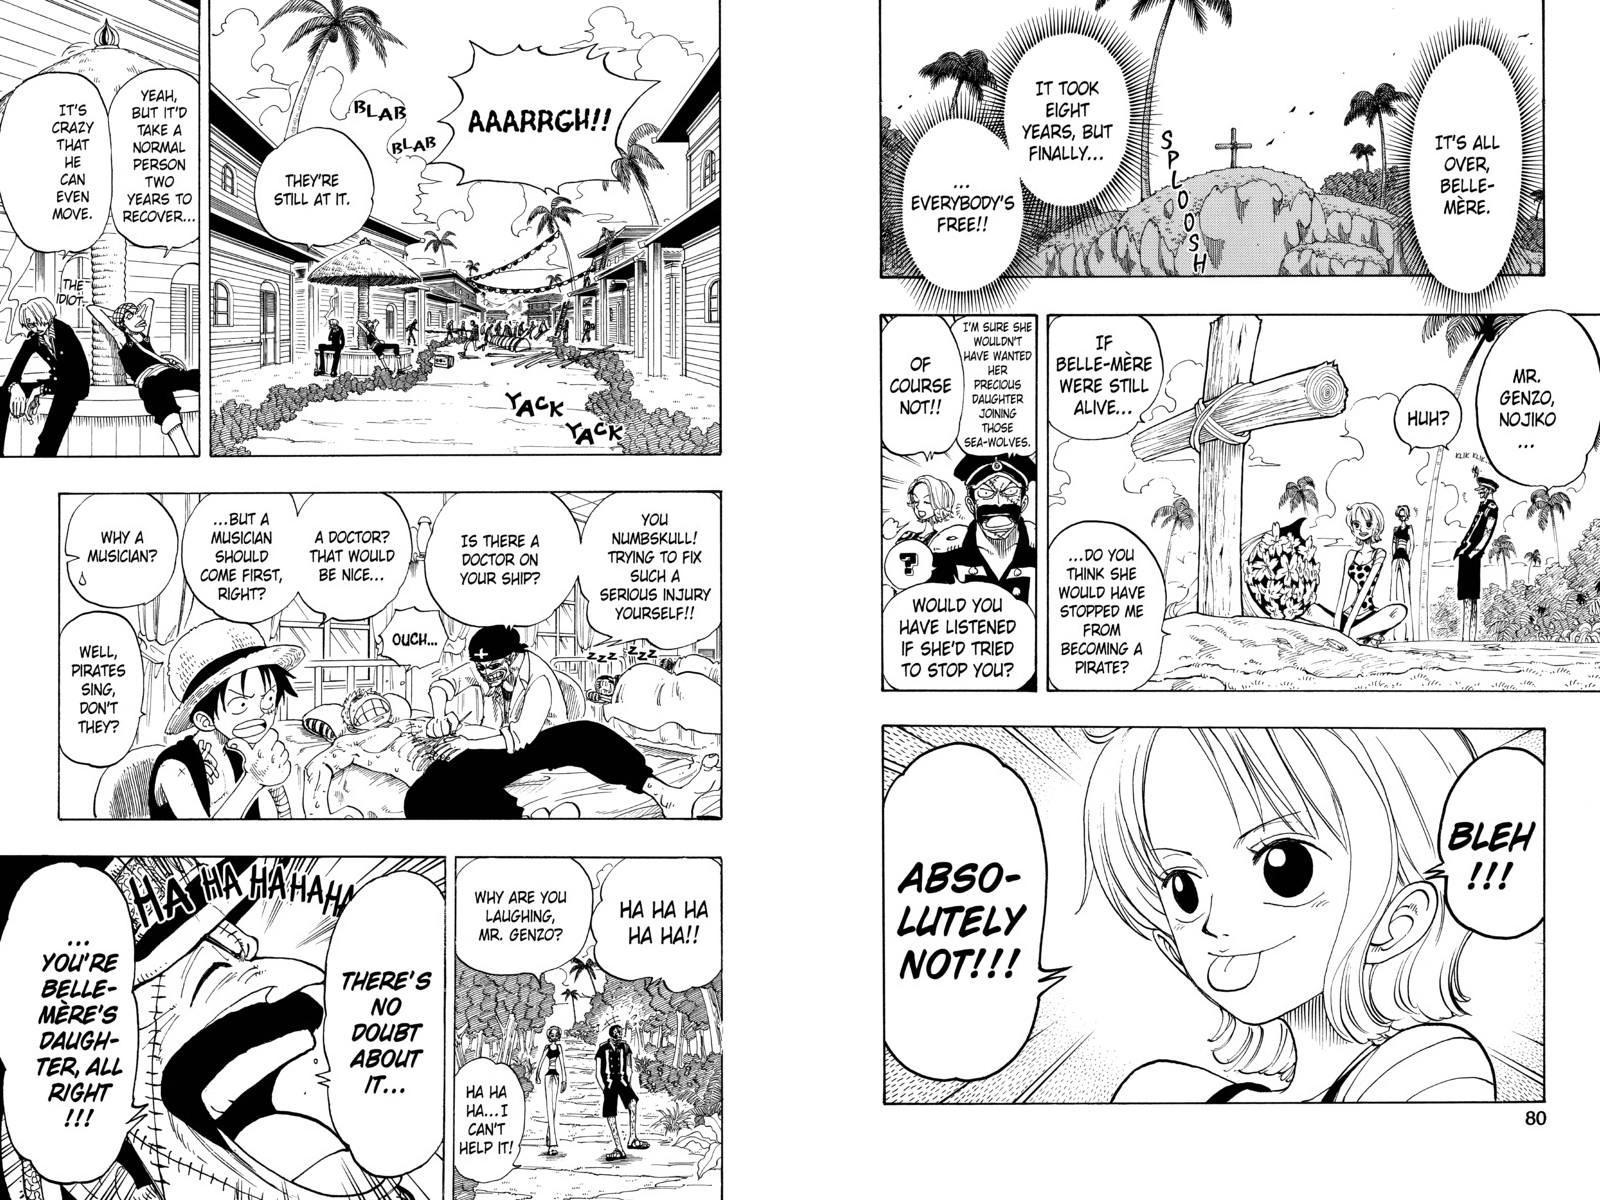 IT'S ALL
OVER,
BELLE-
MÈRE.
SPLOOSH
IT TOOK
EIGHT
YEARS, BUT
FINALLY...
...
EVERYBODY'S
FREE!!
MR.
GENZO,
NOJIKO
...
KLIK KLIK...
HUH?
IF
BELLE-MÈRE
WERE STILL
ALIVE...
...DO YOU
THINK SHE
WOULD HAVE
STOPPED ME
FROM
BECOMING A
PIRATE?
I'M SURE SHE
WOULDN'T
HAVE WANTED
HER
PRECIOUS
DAUGHTER
JOINING
THOSE
SEA-WOLVES.
OF
COURSE
NOT!!
?
WOULD YOU
HAVE LISTENED
IF SHE'D TRIED
TO STOP YOU?
BLEH
!!!
ABSO-
LUTELY
NOT!!!
80
AAARRGH!!
BLAB
BLAB
THEY'RE
STILL AT IT.
YACK
YACK
YEAH,
BUT IT'D
TAKE A
NORMAL
PERSON
TWO
YEARS TO
RECOVER...
IT'S
CRAZY
THAT
HE
CAN
EVEN
MOVE.
THE
IDIOT...
YOU
NUMBSKULL!
TRYING TO FIX
SUCH A
SERIOUS INJURY
YOURSELF!!
ZZZ ZZZ
IS THERE A
DOCTOR ON
YOUR SHIP?
OUCH...
A DOCTOR?
THAT WOULD
BE NICE...
...BUT A
MUSICIAN
SHOULD
COME FIRST,
RIGHT?
WHY A
MUSICIAN?
WELL,
PIRATES
SING,
DON'T
THEY?
HA HA HA
HA HA!!
WHY ARE YOU
LAUGHING,
MR. GENZO?
HA HA
HA...I
CAN'T
HELP IT!
HA HA HA HA HA
THERE'S
NO
DOUBT
ABOUT
IT...
...
YOU'RE
BELLE-
MÈRE'S
DAUGH-
TER, ALL
RIGHT
!!!